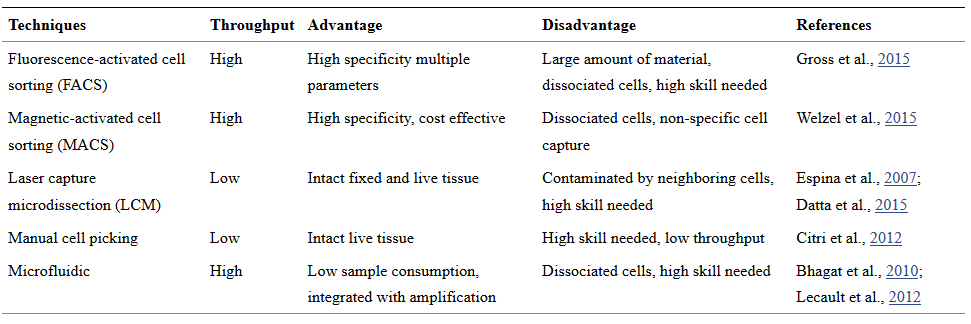 Techniques Throughput Advantage Disadvantage References
Fluorescence-activated cell High High specificity multiple Large amount of material, Gross et al., 2015
sorting (FACS) parameters dissociated cells, high skill needed
Magnetic-activated cell High High specificity, cost effective Dissociated cells, non-specific cell Welzel et al., 2015
sorting (MACS) capture
Laser capture Low Intact fixed and live tissue Contaminated by neighboring cells, Espina et al., 2007;
microdissection (LCM) high skill needed Datta et al., 2015
Manual cell picking Low Intact live tissue High skill needed, low throughput Citri et al., 2012
Microfluidic High Low sample consumption, Dissociated cells, high skill needed Bhagat et al., 2010;
integrated with amplification Lecault et al., 2012